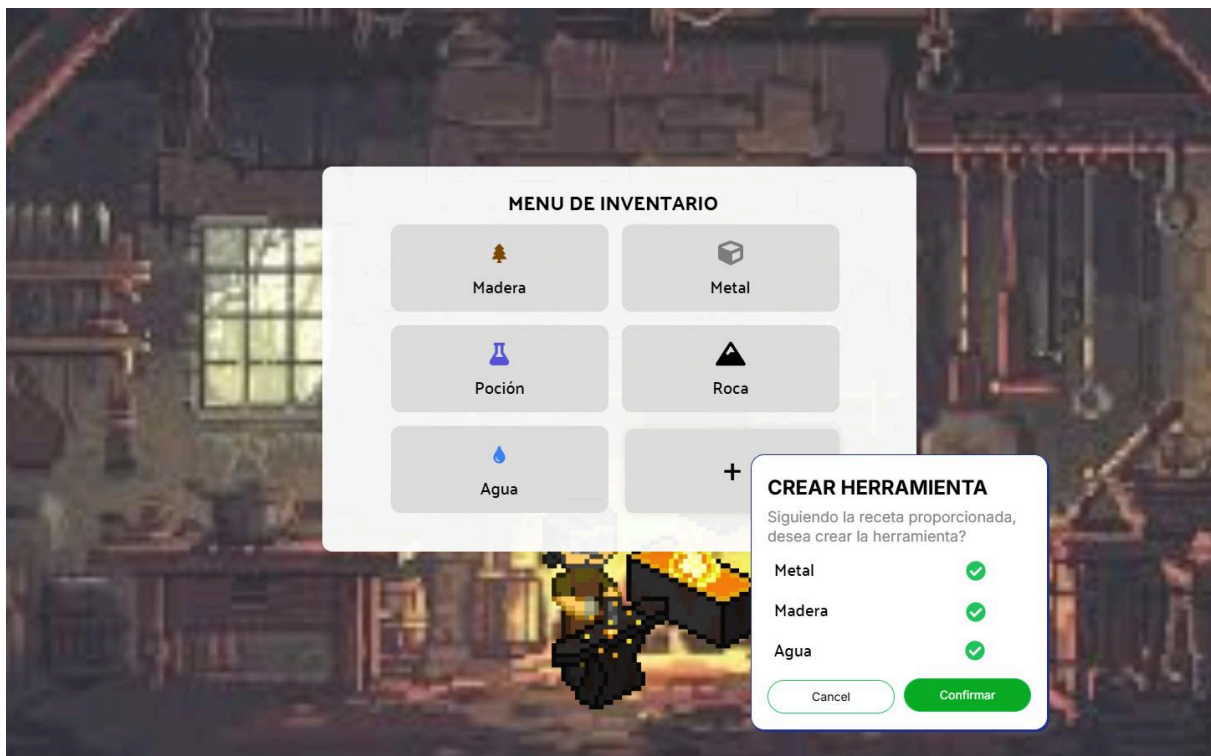 MENU DE INVENTARIO
Madera
Metal
Poción
Roca
Agua
+
CREAR HERRAMIENTA
Siguiendo la receta proporcionada,
desea crear la herramienta?
Metal
Madera
Agua
Cancel
Confirmar